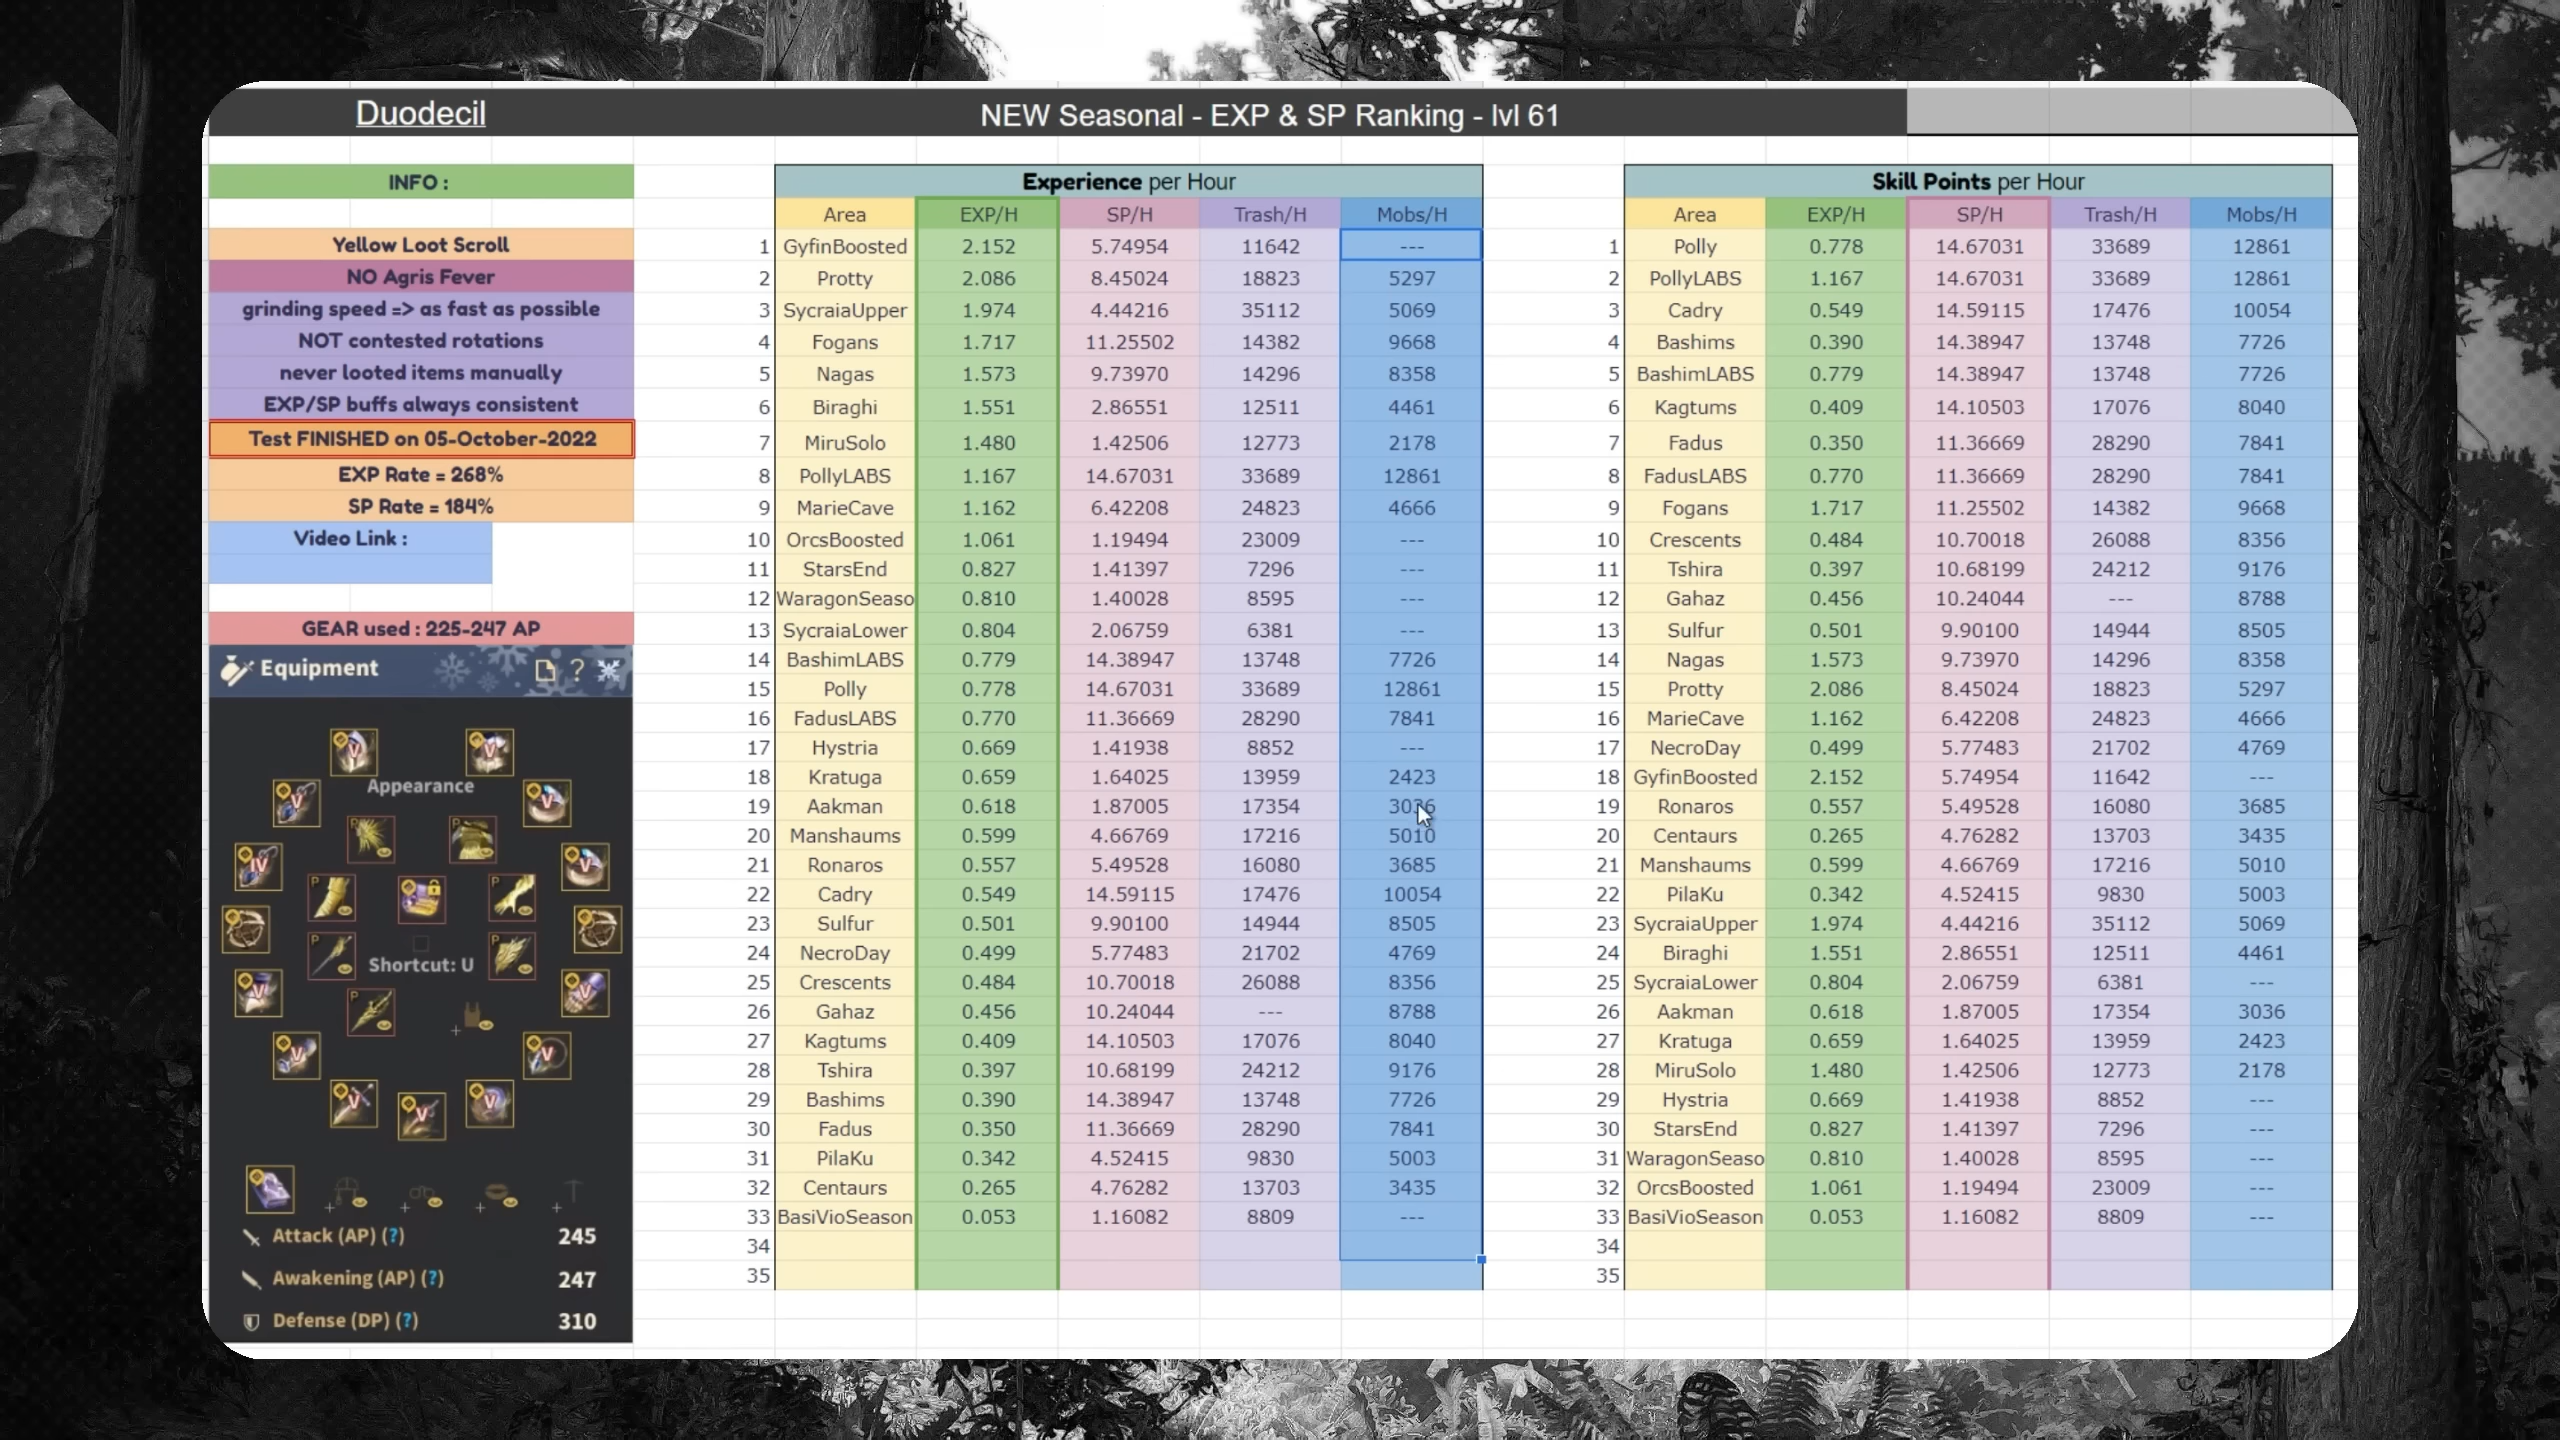 Duodecil
NEW Seasonal - EXP & SP Ranking - lvl 61
INFO :
Yellow Loot Scroll
NO Agris Fever
grinding speed => as fast as possible
NOT contested rotations
never looted items manually
EXP/SP buffs always consistent
Test FINISHED on 05-October-2022
EXP Rate = 268%
SP Rate = 184%
Video Link :
GEAR used : 225-247 AP
Equipment
?
Appearance
Shortcut: U
Attack (AP) (?) 245
Awakening (AP) (?) 247
Defense (DP) (?) 310
Experience per Hour
Area EXP/H SP/H Trash/H Mobs/H
1 GyfinBoosted 2.152 5.74954 11642 ---
2 Protty 2.086 8.45024 18823 5297
3 SycraiaUpper 1.974 4.44216 35112 5069
4 Fogans 1.717 11.25502 14382 9668
5 Nagas 1.573 9.73970 14296 8358
6 Biraghi 1.551 2.86551 12511 4461
7 MiruSolo 1.480 1.42506 12773 2178
8 PollyLABS 1.167 14.67031 33689 12861
9 MarieCave 1.162 6.42208 24823 4666
10 OrcsBoosted 1.061 1.19494 23009 ---
11 StarsEnd 0.827 1.41397 7296 ---
12 WaragonSeaso 0.810 1.40028 8595 ---
13 SycraiaLower 0.804 2.06759 6381 ---
14 BashimLABS 0.779 14.38947 13748 7726
15 Polly 0.778 14.67031 33689 12861
16 FadusLABS 0.770 11.36669 28290 7841
17 Hystria 0.669 1.41938 8852 ---
18 Kratuga 0.659 1.64025 13959 2423
19 Aakman 0.618 1.87005 17354 3036
20 Manshaums 0.599 4.66769 17216 5010
21 Ronaros 0.557 5.49528 16080 3685
22 Cadry 0.549 14.59115 17476 10054
23 Sulfur 0.501 9.90100 14944 8505
24 NecroDay 0.499 5.77483 21702 4769
25 Crescents 0.484 10.70018 26088 8356
26 Gahaz 0.456 10.24044 --- 8788
27 Kagtums 0.409 14.10503 17076 8040
28 Tshira 0.397 10.68199 24212 9176
29 Bashims 0.390 14.38947 13748 7726
30 Fadus 0.350 11.36669 28290 7841
31 PilaKu 0.342 4.52415 9830 5003
32 Centaurs 0.265 4.76282 13703 3435
33 BasiVioSeason 0.053 1.16082 8809 ---
34
35
Skill Points per Hour
Area EXP/H SP/H Trash/H Mobs/H
1 Polly 0.778 14.67031 33689 12861
2 PollyLABS 1.167 14.67031 33689 12861
3 Cadry 0.549 14.59115 17476 10054
4 Bashims 0.390 14.38947 13748 7726
5 BashimLABS 0.779 14.38947 13748 7726
6 Kagtums 0.409 14.10503 17076 8040
7 Fadus 0.350 11.36669 28290 7841
8 FadusLABS 0.770 11.36669 28290 7841
9 Fogans 1.717 11.25502 14382 9668
10 Crescents 0.484 10.70018 26088 8356
11 Tshira 0.397 10.68199 24212 9176
12 Gahaz 0.456 10.24044 --- 8788
13 Sulfur 0.501 9.90100 14944 8505
14 Nagas 1.573 9.73970 14296 8358
15 Protty 2.086 8.45024 18823 5297
16 MarieCave 1.162 6.42208 24823 4666
17 NecroDay 0.499 5.77483 21702 4769
18 GyfinBoosted 2.152 5.74954 11642 ---
19 Ronaros 0.557 5.49528 16080 3685
20 Centaurs 0.265 4.76282 13703 3435
21 Manshaums 0.599 4.66769 17216 5010
22 PilaKu 0.342 4.52415 9830 5003
23 SycraiaUpper 1.974 4.44216 35112 5069
24 Biraghi 1.551 2.86551 12511 4461
25 SycraiaLower 0.804 2.06759 6381 ---
26 Aakman 0.618 1.87005 17354 3036
27 Kratuga 0.659 1.64025 13959 2423
28 MiruSolo 1.480 1.42506 12773 2178
29 Hystria 0.669 1.41938 8852 ---
30 StarsEnd 0.827 1.41397 7296 ---
31 WaragonSeaso 0.810 1.40028 8595 ---
32 OrcsBoosted 1.061 1.19494 23009 ---
33 BasiVioSeason 0.053 1.16082 8809 ---
34
35